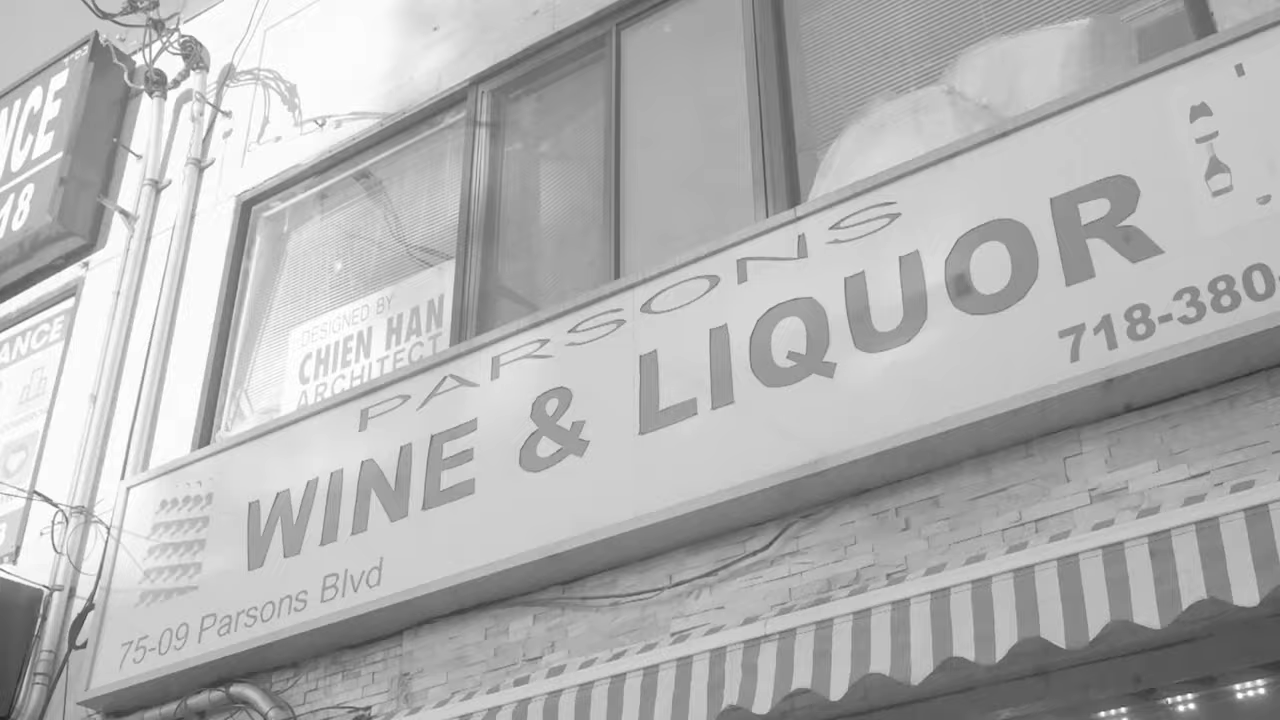 NCE
18
ANCE
DESIGNED BY
CHIEN HAN
ARCHITECT
PARSONS
WINE & LIQUOR
75-09 Parsons Blvd
718-380